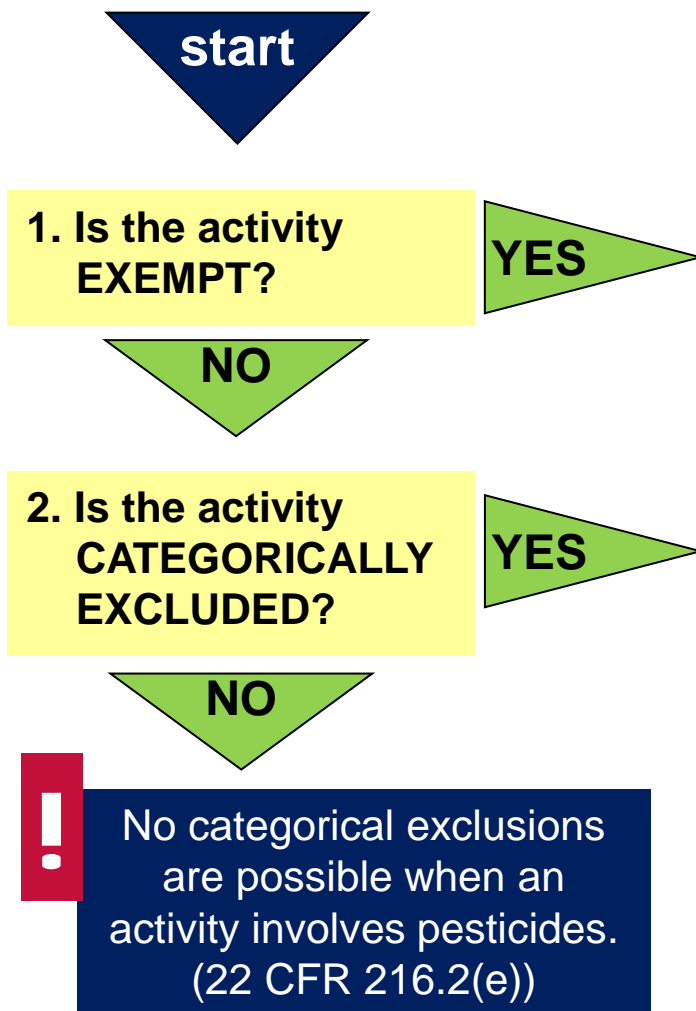 start
1. Is the activity
EXEMPT?
YES
NO
2. Is the activity
CATEGORICALLY
EXCLUDED?
YES
NO
!
No categorical exclusions
are possible when an
activity involves pesticides.
(22 CFR 216.2(e))